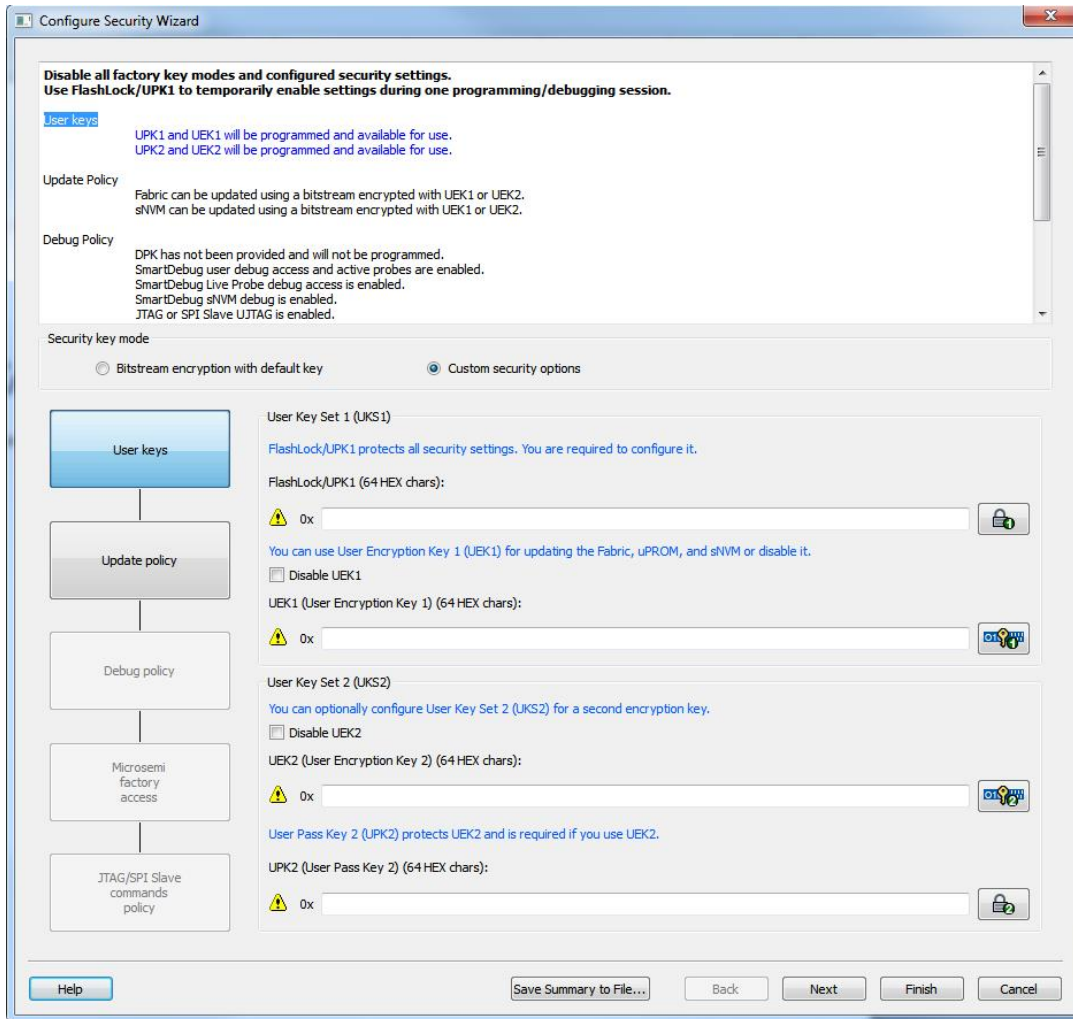 Configure Security Wizard
Disable all factory key modes and configured security settings.
Use FlashLock/UPK1 to temporarily enable settings during one programming/debugging session.
User keys
UPK1 and UEK1 will be programmed and available for use.
UPK2 and UEK2 will be programmed and available for use.
Update Policy
Fabric can be updated using a bitstream encrypted with UEK1 or UEK2.
sNVM can be updated using a bitstream encrypted with UEK1 or UEK2.
Debug Policy
DPK has not been provided and will not be programmed.
SmartDebug user debug access and active probes are enabled.
SmartDebug Live Probe debug access is enabled.
SmartDebug sNVM debug is enabled.
JTAG or SPI Slave UJTAG is enabled.
Security key mode
Bitstream encryption with default key
Custom security options
User keys
Update policy
Debug policy
Microsemi
factory
access
JTAG/SPI Slave
commands
policy
User Key Set 1 (UKS1)
FlashLock/UPK1 protects all security settings. You are required to configure it.
FlashLock/UPK1 (64 HEX chars):
0x
1
You can use User Encryption Key 1 (UEK1) for updating the Fabric, uPROM, and sNVM or disable it.
Disable UEK1
UEK1 (User Encryption Key 1) (64 HEX chars):
0x
1
User Key Set 2 (UKS2)
You can optionally configure User Key Set 2 (UKS2) for a second encryption key.
Disable UEK2
UEK2 (User Encryption Key 2) (64 HEX chars):
0x
2
User Pass Key 2 (UPK2) protects UEK2 and is required if you use UEK2.
UPK2 (User Pass Key 2) (64 HEX chars):
0x
2
Help
Save Summary to File...
Back
Next
Finish
Cancel